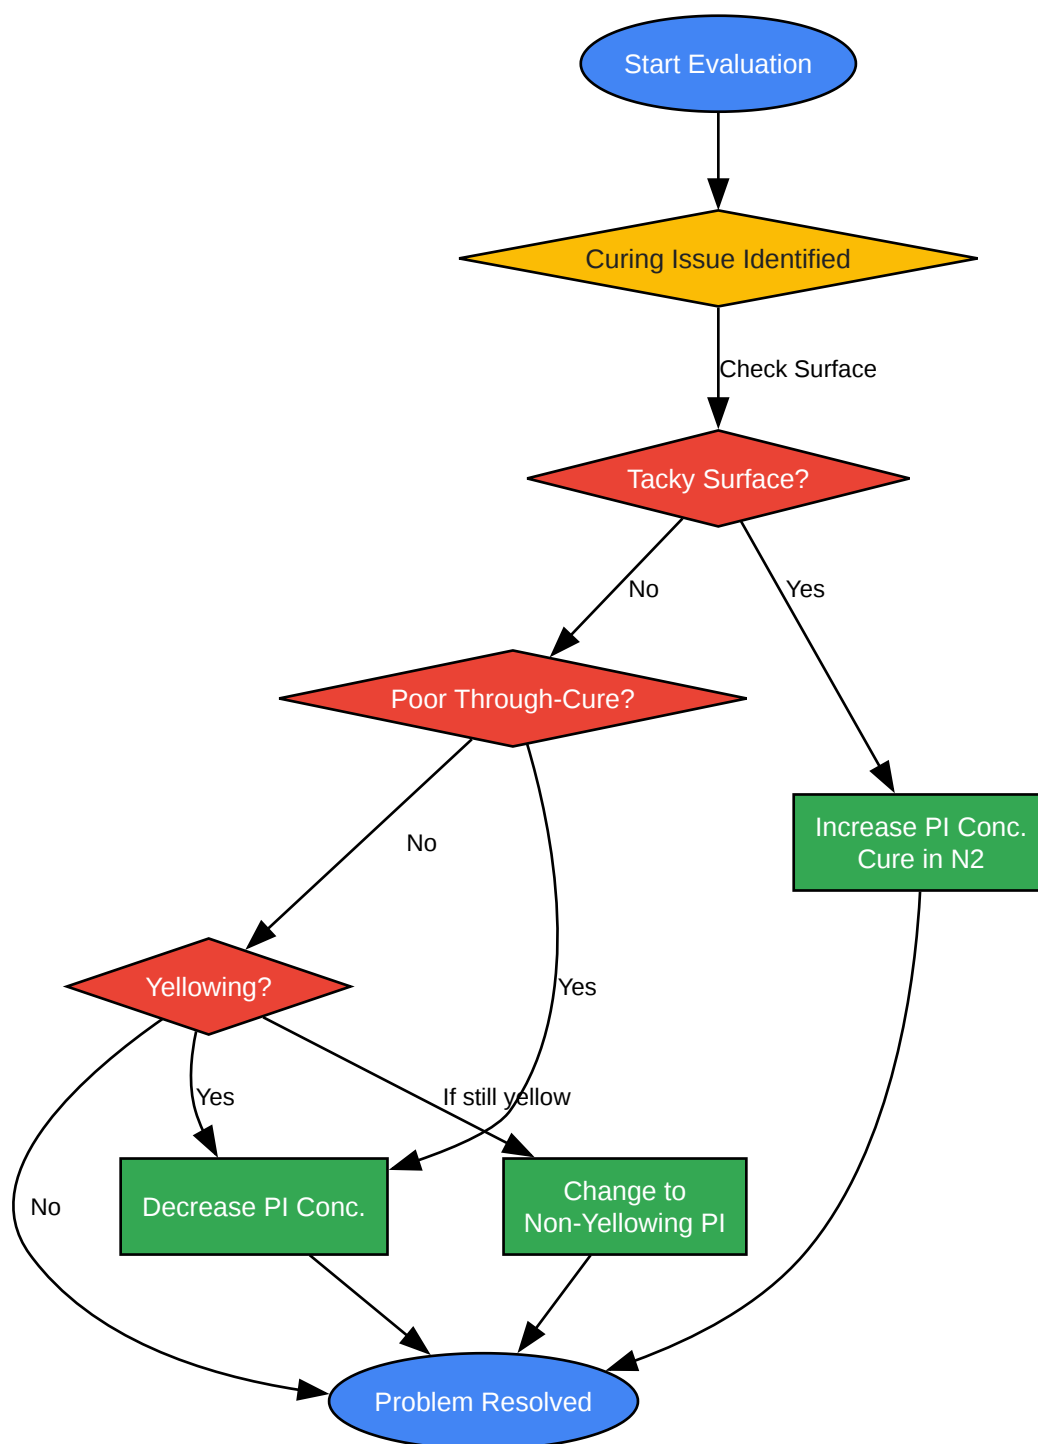 Start Evaluation
Curing Issue Identified
Check Surface
Tacky Surface?
No
Yes
Poor Through-Cure?
Increase PI Conc.
Cure in N2
No
Yellowing?
Yes
Yes
If still yellow
No
Decrease PI Conc.
Change to
Non-Yellowing PI
Problem Resolved